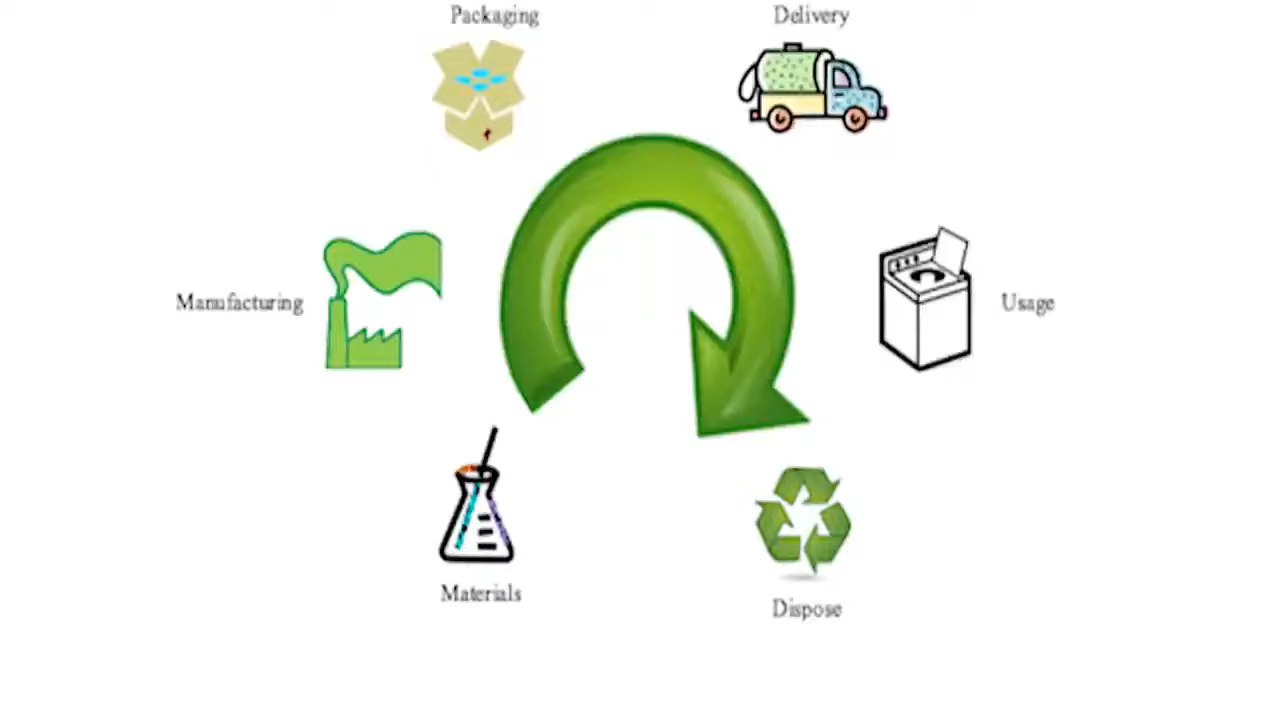 Packaging
Delivery
Manufacturing
Usage
Materials
Dispose